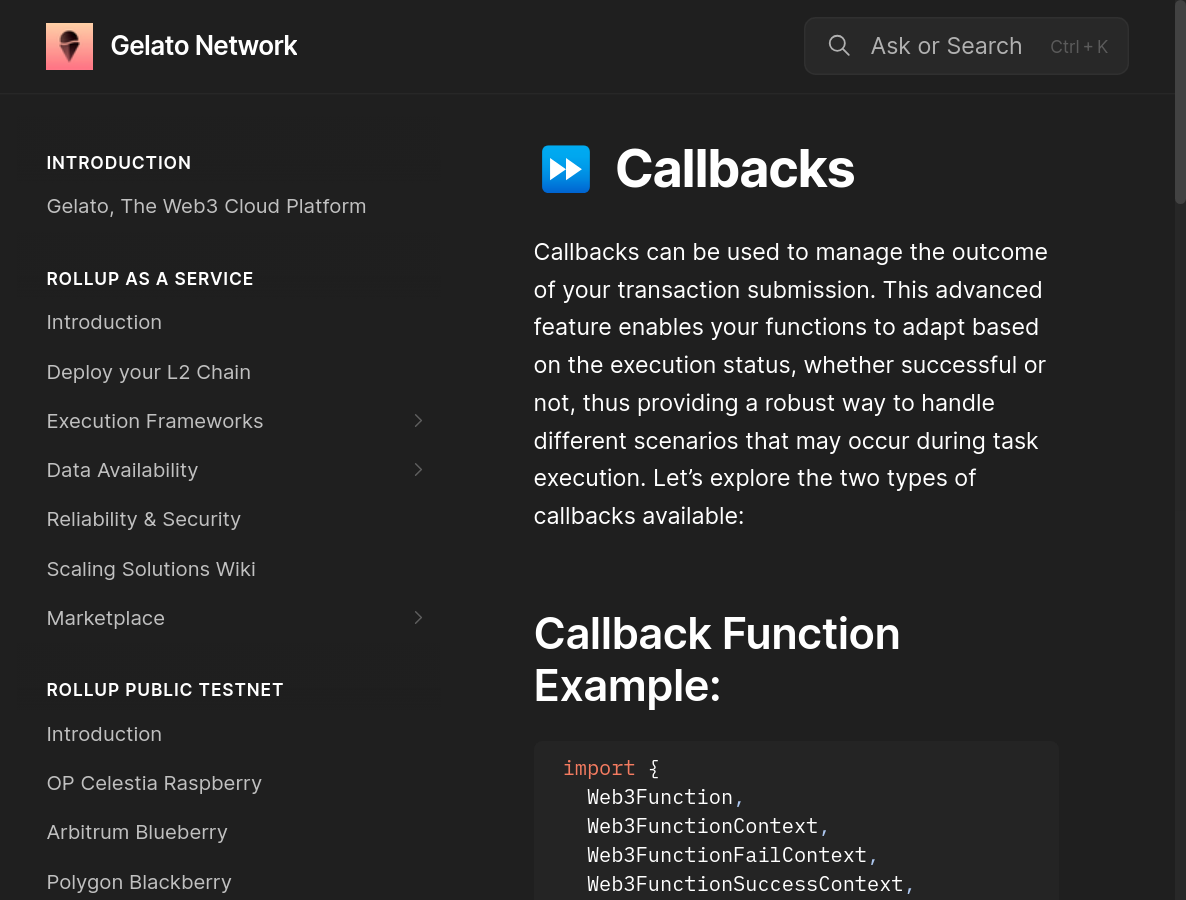 Gelato Network
Ask or Search Ctrl + K
INTRODUCTION
Gelato, The Web3 Cloud Platform
ROLLUP AS A SERVICE
Introduction
Deploy your L2 Chain
Execution Frameworks
Data Availability
Reliability & Security
Scaling Solutions Wiki
Marketplace
ROLLUP PUBLIC TESTNET
Introduction
OP Celestia Raspberry
Arbitrum Blueberry
Polygon Blackberry
Callbacks
Callbacks can be used to manage the outcome
of your transaction submission. This advanced
feature enables your functions to adapt based
on the execution status, whether successful or
not, thus providing a robust way to handle
different scenarios that may occur during task
execution. Let’s explore the two types of
callbacks available:
Callback Function
Example:
import {
Web3Function,
Web3FunctionContext,
Web3FunctionFailContext,
Web3FunctionSuccessContext,